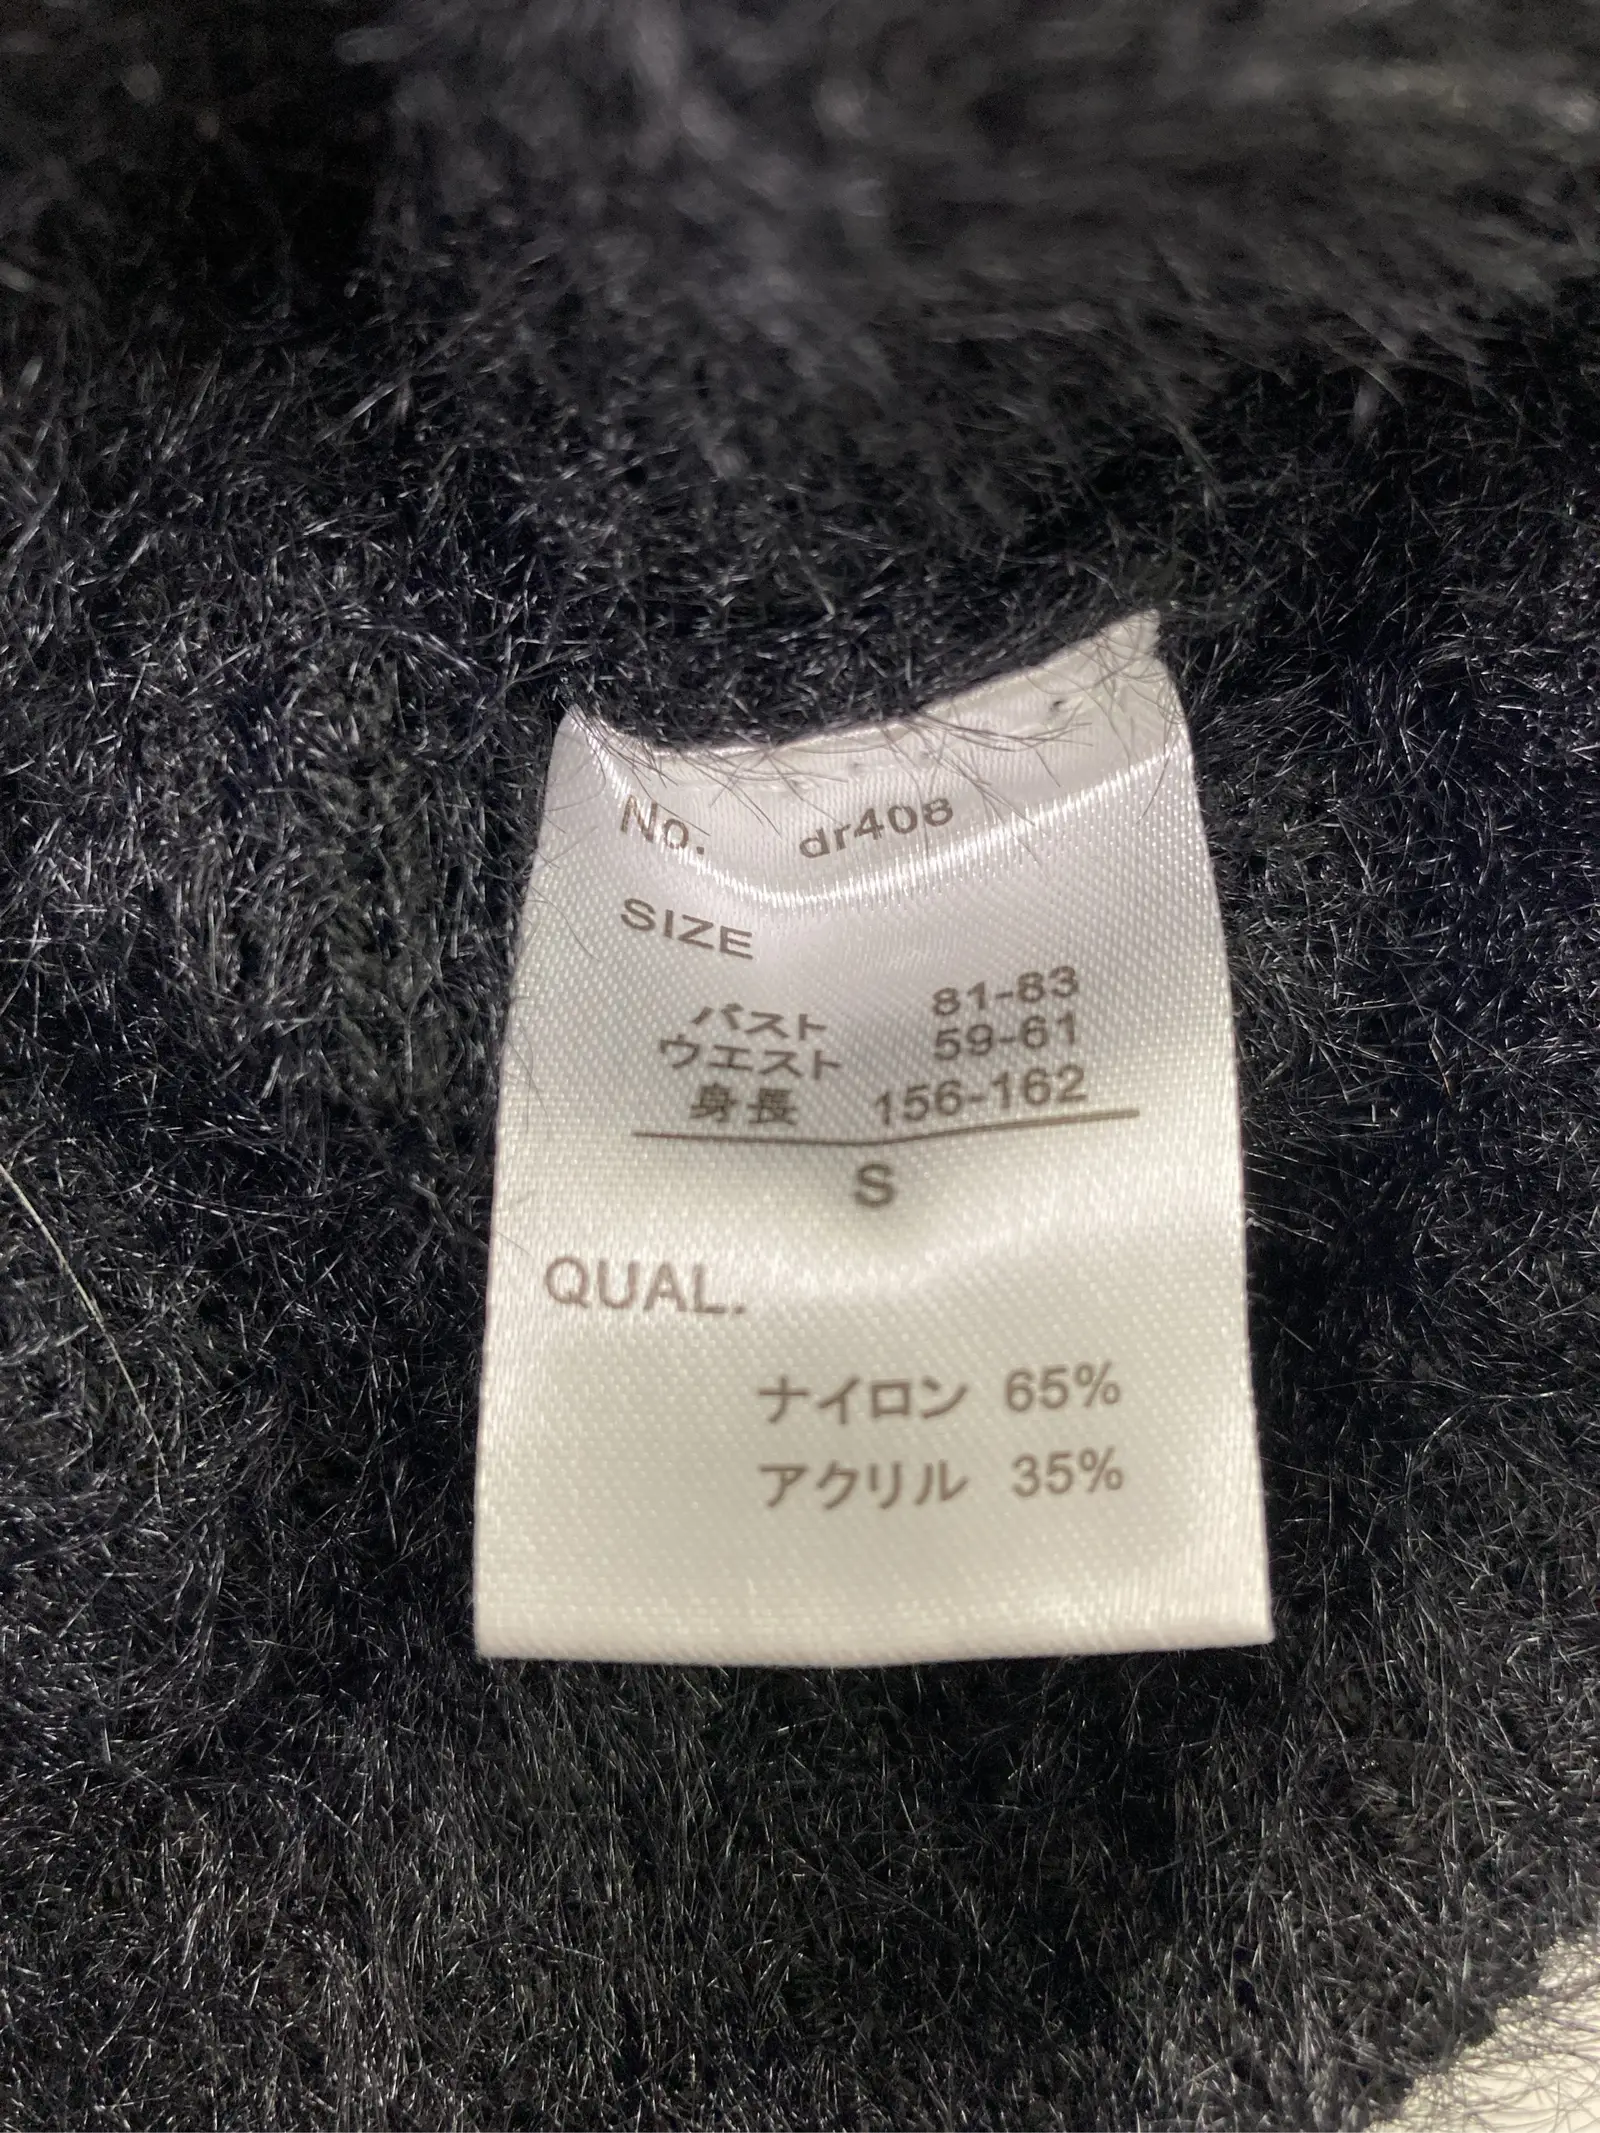 No. dr408
SIZE
バスト 81-83
ウエスト 59-61
身長 156-162
S
QUAL.
ナイロン 65%
アクリル 35%